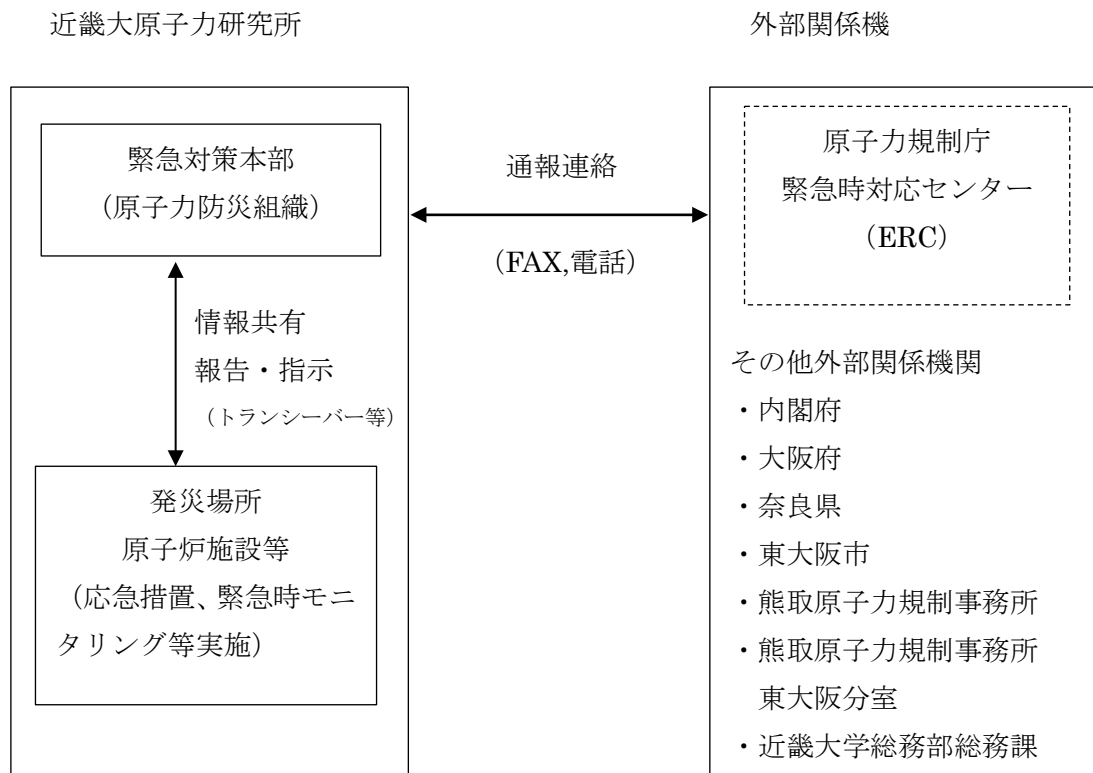 近畿大原子力研究所
外部関係機
緊急対策本部
（原子力防災組織）
情報共有
報告・指示
（トランシーバー等）
発災場所
原子炉施設等
（応急措置、緊急時モニ
タリング等実施）
通報連絡
（FAX,電話）
原子力規制庁
緊急時対応センター
（ERC）
その他外部関係機関
・内閣府
・大阪府
・奈良県
・東大阪市
・熊取原子力規制事務所
・熊取原子力規制事務所
東大阪分室
・近畿大学総務部総務課